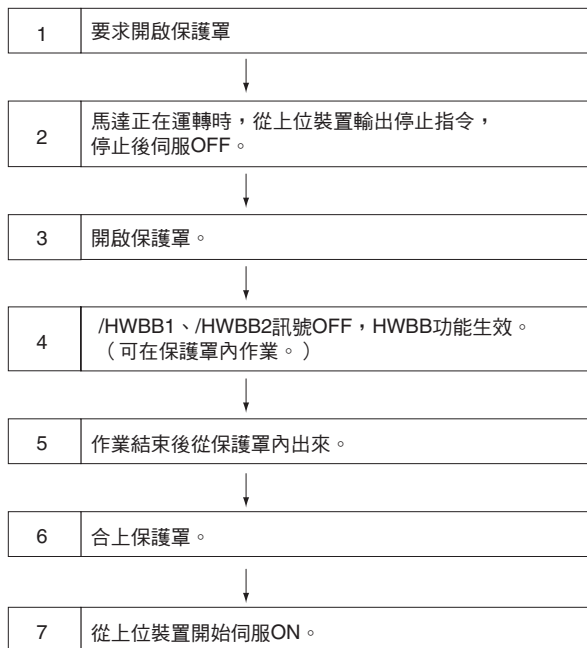 1 要求開啟保護罩
2 馬達正在運轉時，從上位裝置輸出停止指令，
停止後伺服OFF。
3 開啟保護罩。
4 /HWBB1、/HWBB2訊號OFF，HWBB功能生效。
（可在保護罩內作業。）
5 作業結束後從保護罩內出來。
6 合上保護罩。
7 從上位裝置開始伺服ON。